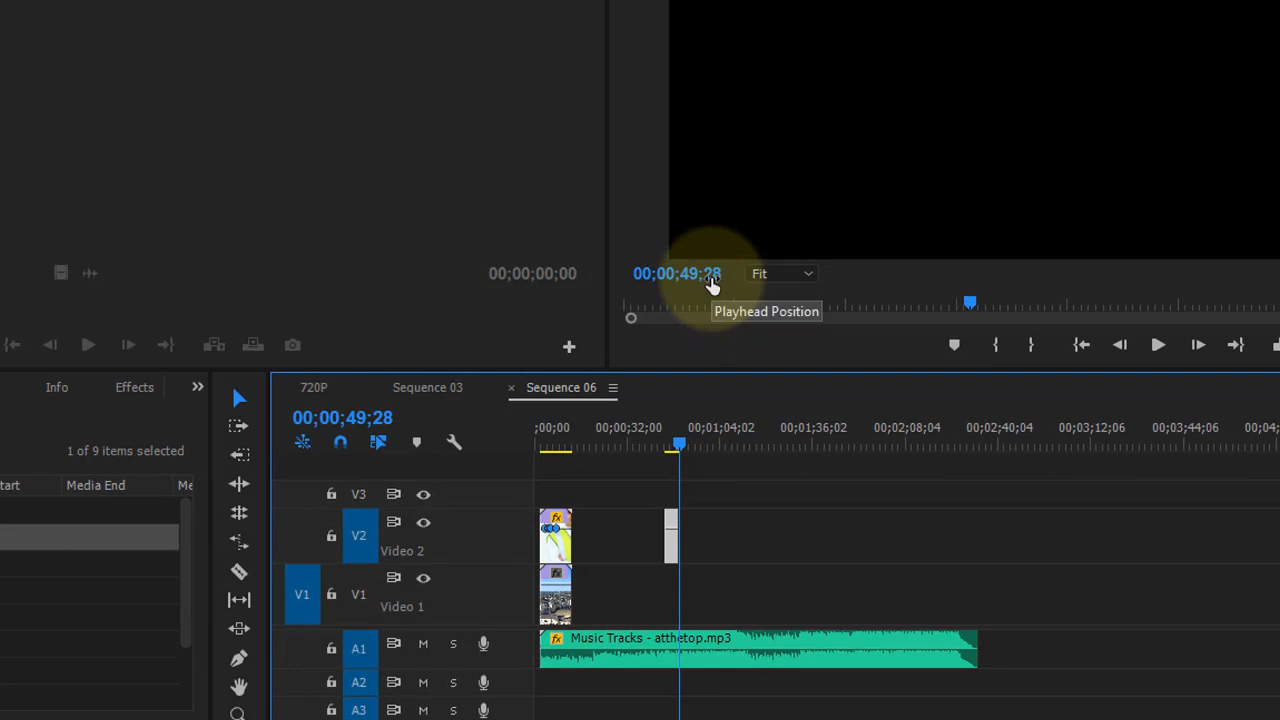 00;00;00;00
00;00;49;28
Fit
Playhead Position
Info
Effects
1 of 9 items selected
tart
Media End
Me
720P
Sequence 03
× Sequence 06
00;00;49;28
;00;00
00;00;32;00
00;01;04;02
00;01;36;02
00;02;08;04
00;02;40;04
00;03;12;06
00;03;44;06
00;04;
V3
V2
Video 2
fx
V1
V1
Video 1
fx
A1
M
S
fx Music Tracks - atthetop.mp3
A2
M
S
A3
M
S